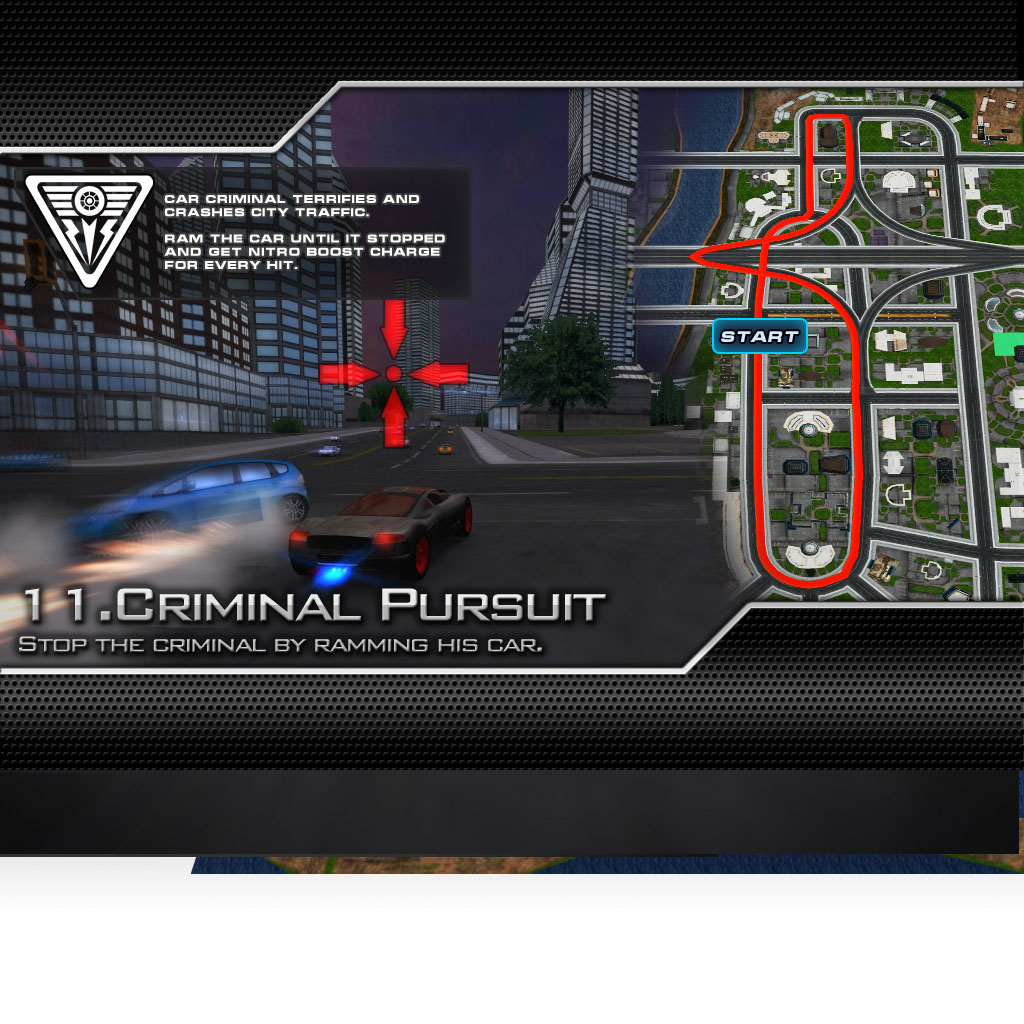 CAR CRIMINAL TERRIFIES AND
CRASHES CITY TRAFFIC.
RAM THE CAR UNTIL IT STOPPED
AND GET NITRO BOOST CHARGE
FOR EVERY HIT.
START
11.CRIMINAL PURSUIT
STOP THE CRIMINAL BY RAMMING HIS CAR.